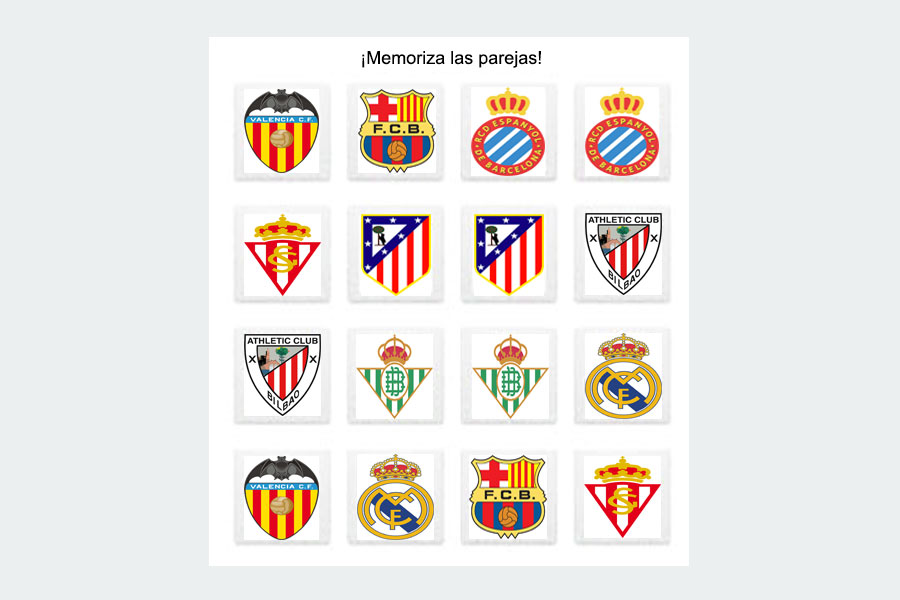 ¡Memoriza las parejas!
VALENCIA C.F.
F.C.B.
RCD ESPANYOL
DE BARCELONA
RCD ESPANYOL
DE BARCELONA
ATHLETIC CLUB
BILBAO
ATHLETIC CLUB
BILBAO
VALENCIA C.F.
F.C.B.